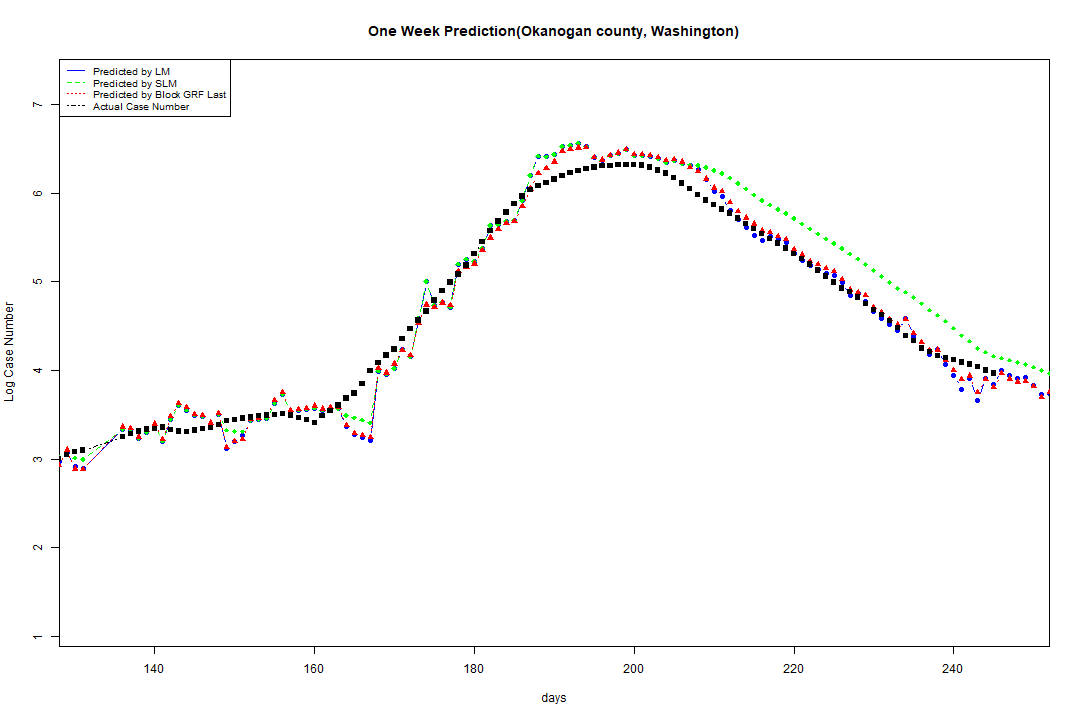 One Week Prediction(Okanogan county, Washington)
Predicted by LM
Predicted by SLM
Predicted by Block GRF Last
Actual Case Number
7
6
5
4
3
2
1
Log Case Number
140 160 180 200 220 240
days